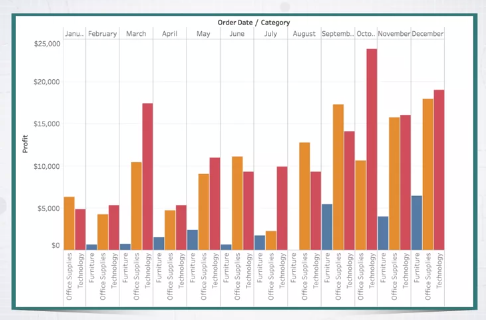 Order Date / Category
Janu.. February March April May June July August Septemb.. Octo.. November December
$25,000
$20,000
$15,000
$10,000
$5,000
$0
Profit
Office Supplies
Technology
Furniture
Office Supplies
Technology
Furniture
Office Supplies
Technology
Furniture
Office Supplies
Technology
Furniture
Office Supplies
Technology
Furniture
Office Supplies
Technology
Furniture
Office Supplies
Technology
Office Supplies
Technology
Furniture
Office Supplies
Technology
Office Supplies
Technology
Furniture
Office Supplies
Technology
Furniture
Office Supplies
Technology